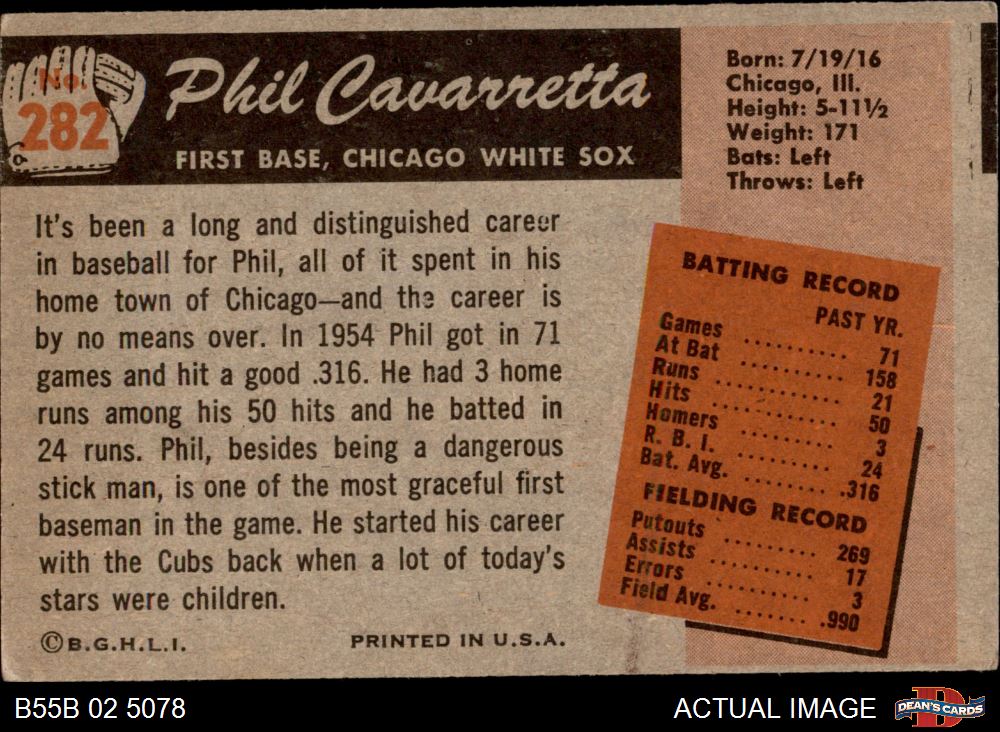 No.
282
Phil Cavarretta
FIRST BASE, CHICAGO WHITE SOX
Born: 7/19/16
Chicago, Ill.
Height: 5-11½
Weight: 171
Bats: Left
Throws: Left
It's been a long and distinguished career
in baseball for Phil, all of it spent in his
home town of Chicago—and the career is
by no means over. In 1954 Phil got in 71
games and hit a good .316. He had 3 home
runs among his 50 hits and he batted in
24 runs. Phil, besides being a dangerous
stick man, is one of the most graceful first
baseman in the game. He started his career
with the Cubs back when a lot of today's
stars were children.
©B.G.H.L.I. PRINTED IN U.S.A.
BATTING RECORD
PAST YR.
Games .......... 71
At Bat .......... 158
Runs .......... 21
Hits .......... 50
Homers .......... 3
R. B. I. .......... 24
Bat. Avg. ........ .316
FIELDING RECORD
Putouts ......... 269
Assists .......... 17
Errors .......... 3
Field Avg. ....... .990
B55B 02 5078 ACTUAL IMAGE
D
DEAN'S CARDS